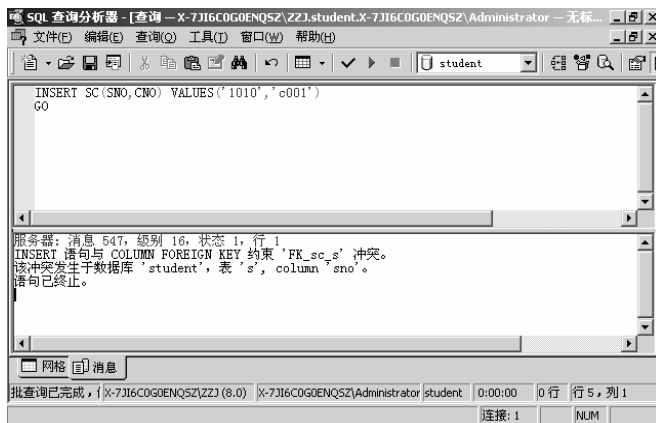 SQL 查询分析器 - [查询 — X-7JI6C0G0ENQSZ\ZZJ.student.X-7JI6C0G0ENQSZ\Administrator — 无标...
文件(F) 编辑(E) 查询(Q) 工具(T) 窗口(W) 帮助(H)
student
INSERT SC(SNO,CNO) VALUES('1010','c001')
GO
服务器: 消息 547，级别 16，状态 1，行 1
INSERT 语句与 COLUMN FOREIGN KEY 约束 'FK_sc_s' 冲突。
该冲突发生于数据库 'student'，表 's', column 'sno'。
语句已终止。
网格 消息
批查询已完成， X-7JI6C0G0ENQSZ\ZZJ (8.0) X-7JI6C0G0ENQSZ\Administrator student 0:00:00 0 行 行 5，列 1
连接: 1 NUM